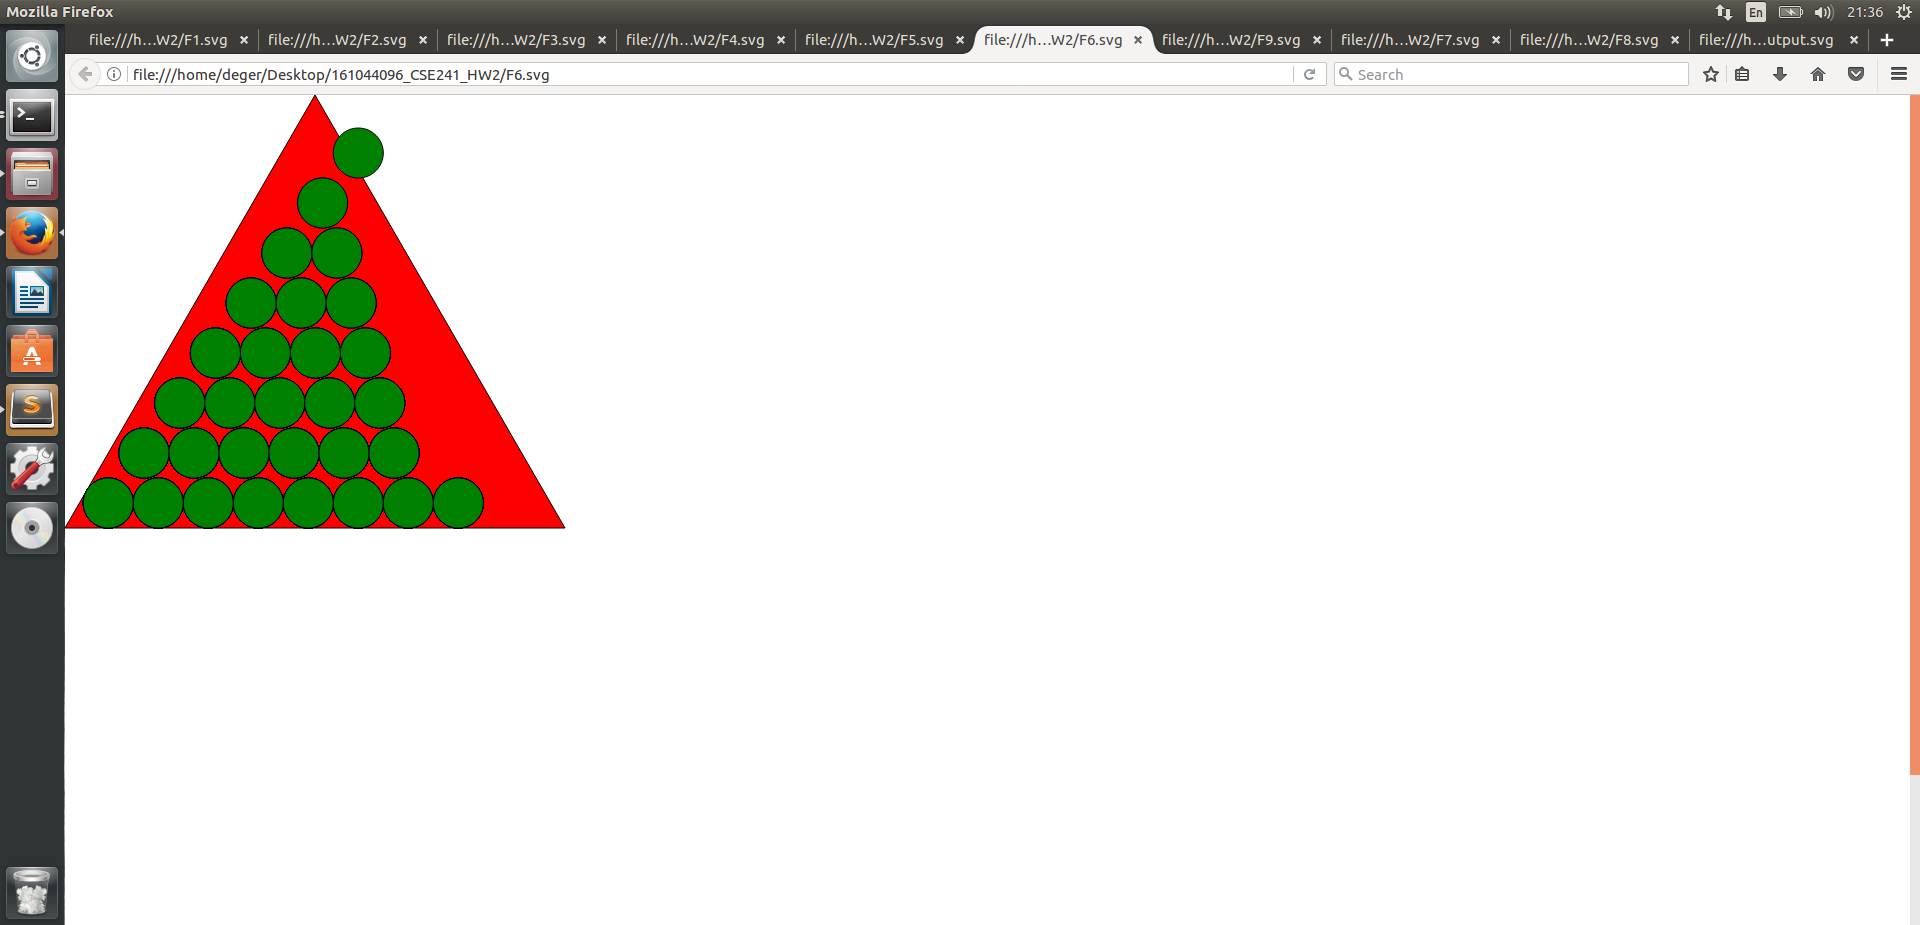 Mozilla Firefox
En
21:36
file:///h...W2/F1.svg
file:///h...W2/F2.svg
file:///h...W2/F3.svg
file:///h...W2/F4.svg
file:///h...W2/F5.svg
file:///h...W2/F6.svg
file:///h...W2/F9.svg
file:///h...W2/F7.svg
file:///h...W2/F8.svg
file:///h...utput.svg
file:///home/deger/Desktop/161044096_CSE241_HW2/F6.svg
Search